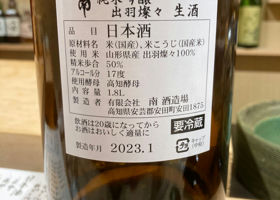 純米吟醸
出羽燦々 生酒
品目 日本酒
原材料 米(国産)、米こうじ(国産米)
使用米 山形県産 出羽燦々100%
精米歩合 50%
アルコール分 17度
使用酵母 高知酵母
内容量 1.8L
製造者 有限会社 南 酒造場
高知県安芸郡安田町安田1875
飲酒は20歳になってから
お酒はおいしく適量に
要冷蔵
製造年月 2023.1